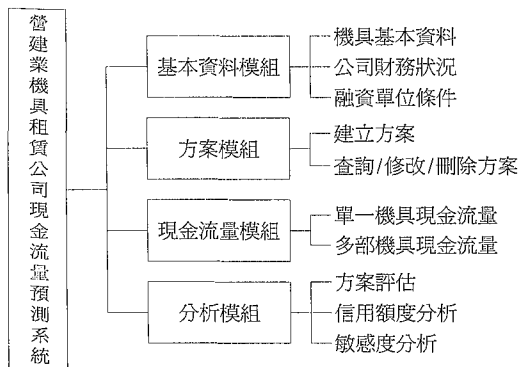 營建業機具租賃公司現金流量預測系統
基本資料模組
機具基本資料
公司財務狀況
融資單位條件
方案模組
建立方案
查詢/修改/刪除方案
現金流量模組
單一機具現金流量
多部機具現金流量
分析模組
方案評估
信用額度分析
敏感度分析